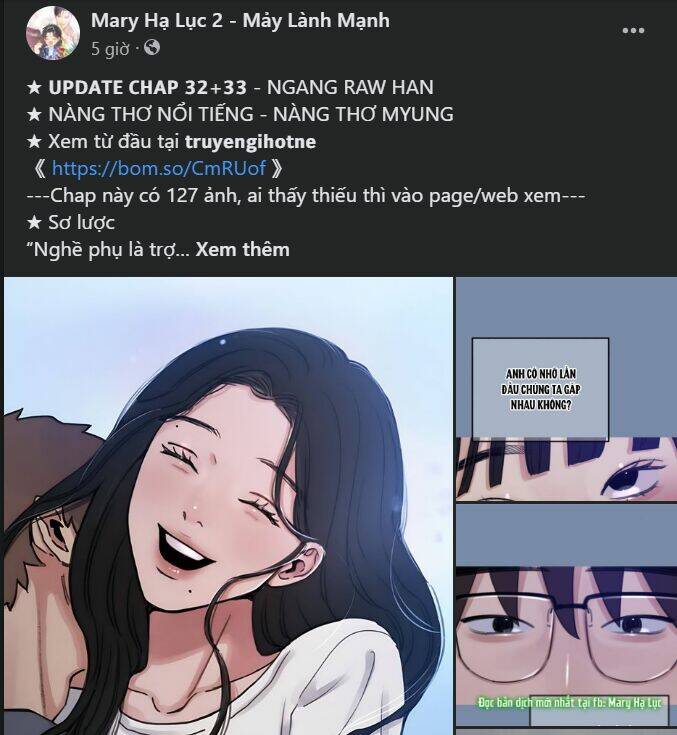 Mary Hạ Lục 2 - Mảy Lành Mạnh
5 giờ ·
★ UPDATE CHAP 32+33 - NGANG RAW HAN
★ NÀNG THƠ NỔI TIẾNG - NÀNG THƠ MYUNG
★ Xem từ đầu tại truyengihotne
《 https://bom.so/CmRUof 》
---Chap này có 127 ảnh, ai thấy thiếu thì vào page/web xem---
★ Sơ lược
“Nghề phụ là trợ... Xem thêm
ANH CÓ NHỚ LẦN
ĐẦU CHÚNG TA GẶP
NHAU KHÔNG?
Đọc bản dịch mới nhất tại fb: Mary Hạ Lục